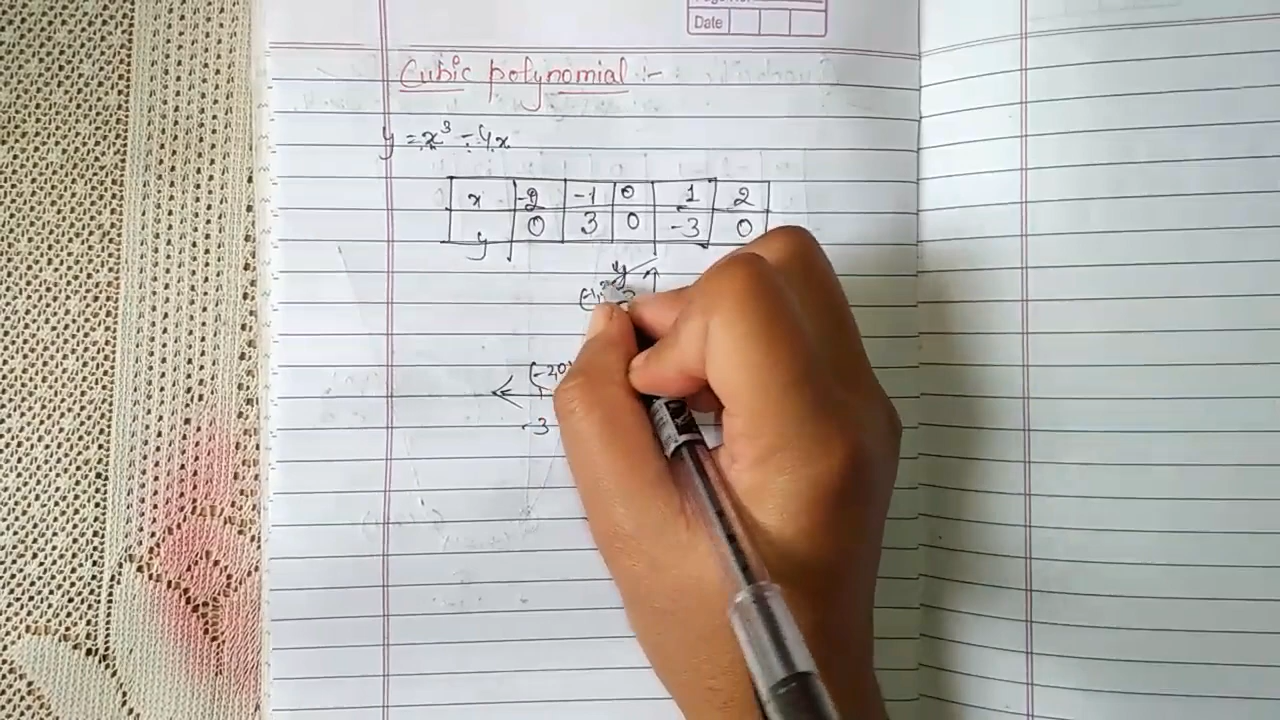 Date
Cubic polynomial :-
y = x³ - 4x
x -2 -1 0 1 2
y 0 3 0 -3 0
y
(-1,
(-2,0)
-3